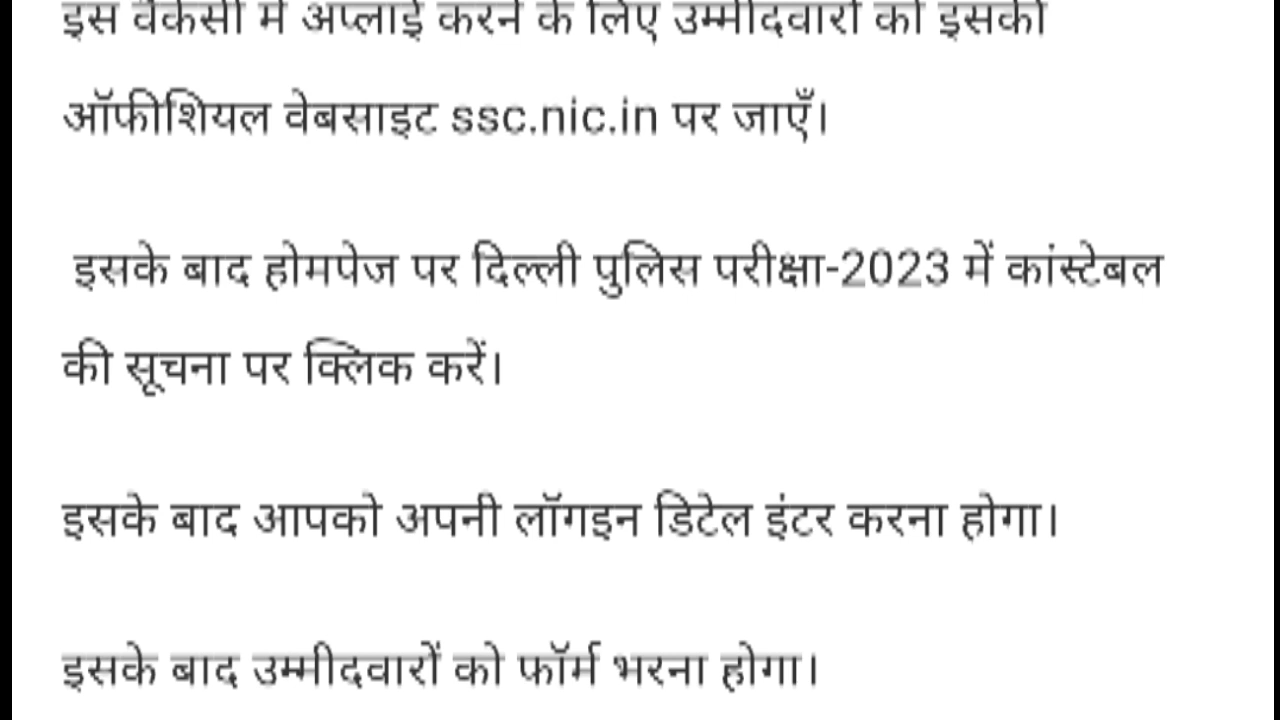 इस वैकेंसी में अप्लाई करने के लिए उम्मीदवारों को इसकी
ऑफीशियल वेबसाइट ssc.nic.in पर जाएँ।
इसके बाद होमपेज पर दिल्ली पुलिस परीक्षा-2023 में कांस्टेबल
की सूचना पर क्लिक करें।
इसके बाद आपको अपनी लॉगइन डिटेल इंटर करना होगा।
इसके बाद उम्मीदवारों को फॉर्म भरना होगा।